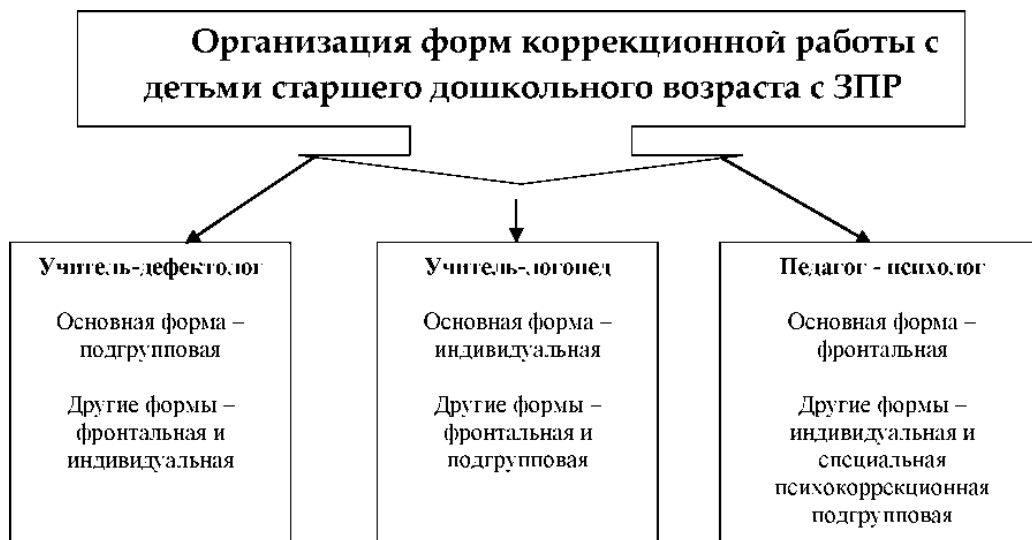 Организация форм коррекционной работы с
детьми старшего дошкольного возраста с ЗПР
Учитель-дефектолог
Основная форма –
подгрупповая
Другие формы –
фронтальная и
индивидуальная
Учитель-логопед
Основная форма –
индивидуальная
Другие формы –
фронтальная и
подгрупповая
Педагог - психолог
Основная форма –
фронтальная
Другие формы –
индивидуальная и
специальная
психокоррекционная
подгрупповая